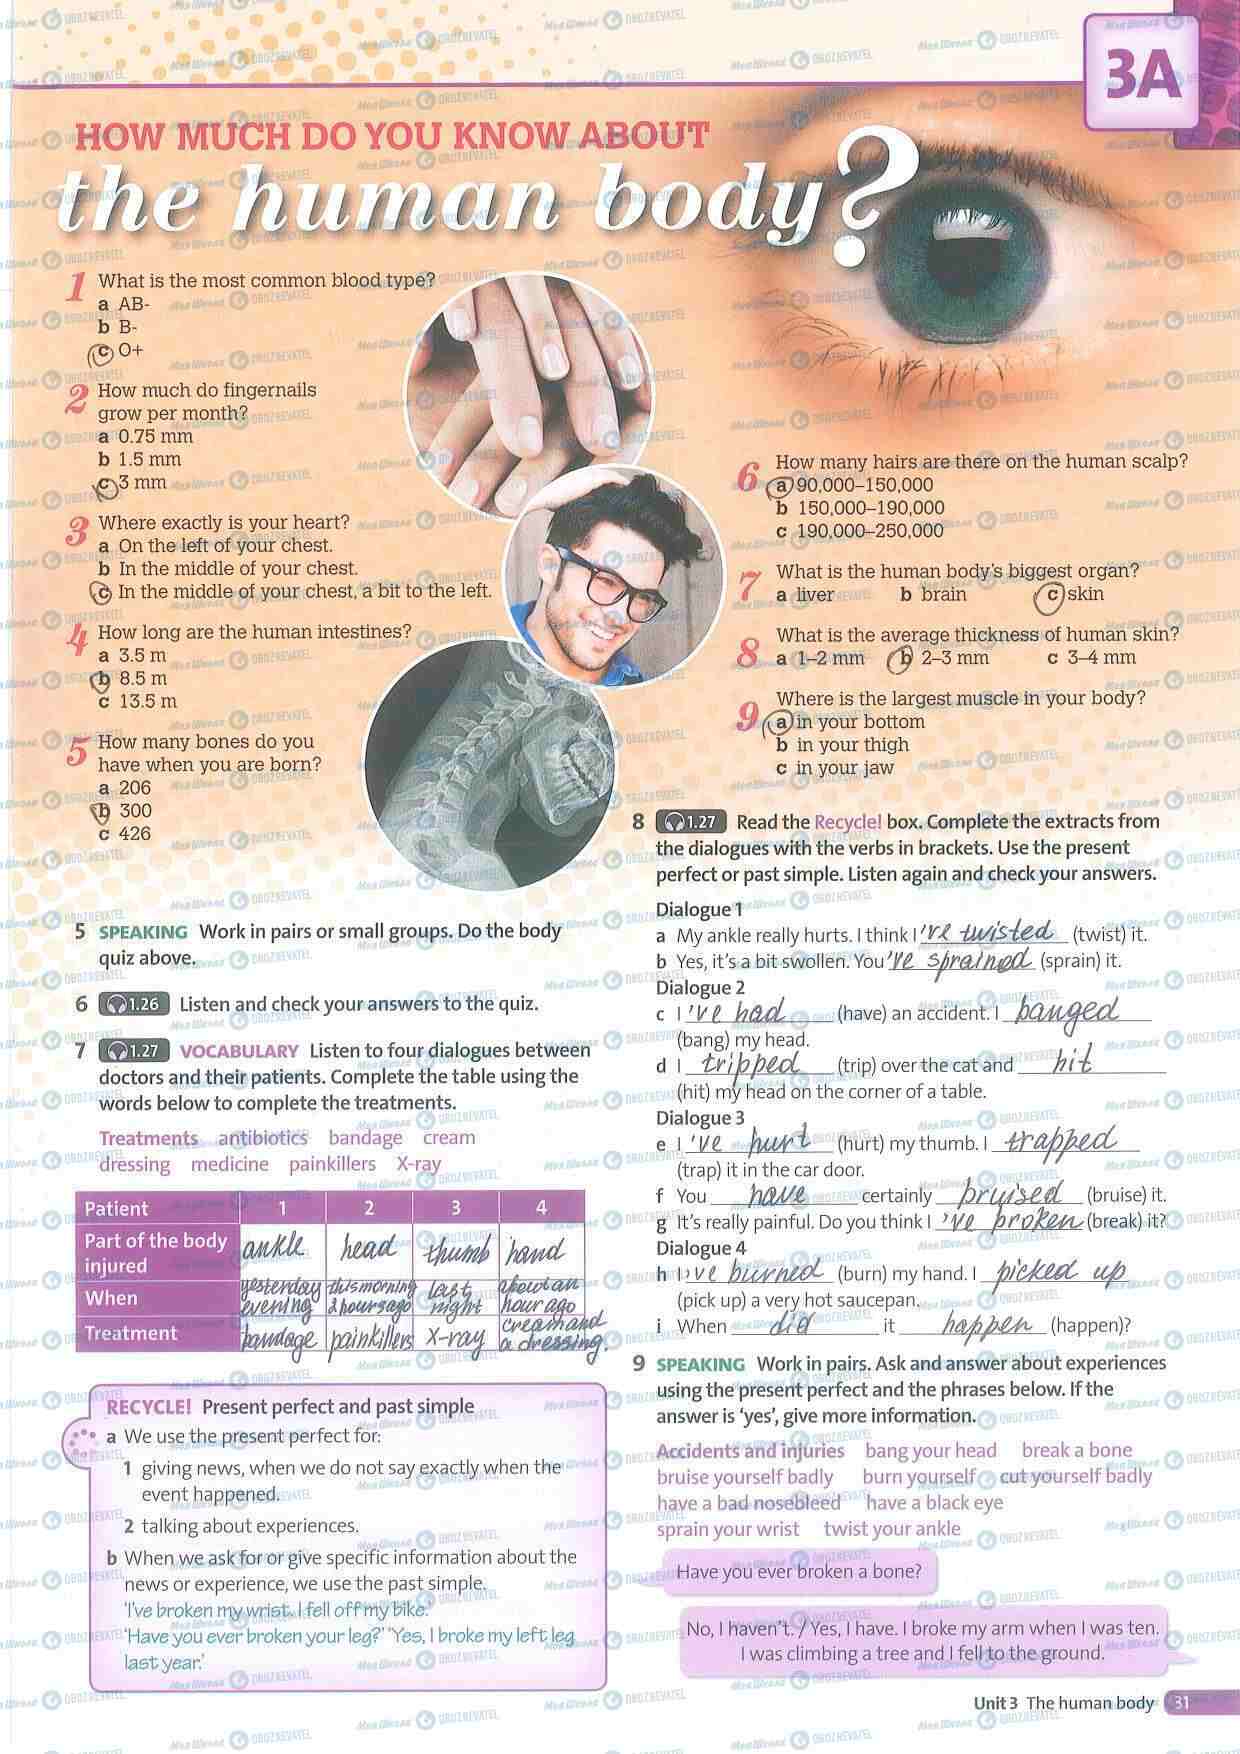 3A
HOW MUCH DO YOU KNOW ABOUT
the human body?
1 What is the most common blood type?
a AB-
b B-
c O+
2 How much do fingernails
grow per month?
a 0.75 mm
b 1.5 mm
c 3 mm
3 Where exactly is your heart?
a On the left of your chest.
b In the middle of your chest.
c In the middle of your chest, a bit to the left.
4 How long are the human intestines?
a 3.5 m
b 8.5 m
c 13.5 m
5 How many bones do you
have when you are born?
a 206
b 300
c 426
6 How many hairs are there on the human scalp?
a 90,000–150,000
b 150,000–190,000
c 190,000–250,000
7 What is the human body's biggest organ?
a liver b brain c skin
8 What is the average thickness of human skin?
a 1–2 mm b 2–3 mm c 3–4 mm
9 Where is the largest muscle in your body?
a in your bottom
b in your thigh
c in your jaw
5 SPEAKING Work in pairs or small groups. Do the body
quiz above.
6 1.26 Listen and check your answers to the quiz.
7 1.27 VOCABULARY Listen to four dialogues between
doctors and their patients. Complete the table using the
words below to complete the treatments.
Treatments antibiotics bandage cream
dressing medicine painkillers X-ray
Patient 1 2 3 4
Part of the body
injured ankle head thumb hand
When yesterday evening this morning 2 hours ago last night about an hour ago
Treatment bandage painkillers X-ray cream and a dressing.
RECYCLE! Present perfect and past simple
a We use the present perfect for:
1 giving news, when we do not say exactly when the
event happened.
2 talking about experiences.
b When we ask for or give specific information about the
news or experience, we use the past simple.
'I've broken my wrist. I fell off my bike.'
'Have you ever broken your leg?' 'Yes, I broke my left leg
last year.'
8 1.27 Read the Recycle! box. Complete the extracts from
the dialogues with the verbs in brackets. Use the present
perfect or past simple. Listen again and check your answers.
Dialogue 1
a My ankle really hurts. I think I 've twisted (twist) it.
b Yes, it's a bit swollen. You 've sprained (sprain) it.
Dialogue 2
c I 've had (have) an accident. I banged
(bang) my head.
d I tripped (trip) over the cat and hit
(hit) my head on the corner of a table.
Dialogue 3
e I 've hurt (hurt) my thumb. I trapped
(trap) it in the car door.
f You have certainly bruised (bruise) it.
g It's really painful. Do you think I 've broken (break) it?
Dialogue 4
h I 've burned (burn) my hand. I picked up
(pick up) a very hot saucepan.
i When did it happen (happen)?
9 SPEAKING Work in pairs. Ask and answer about experiences
using the present perfect and the phrases below. If the
answer is 'yes', give more information.
Accidents and injuries bang your head break a bone
bruise yourself badly burn yourself cut yourself badly
have a bad nosebleed have a black eye
sprain your wrist twist your ankle
Have you ever broken a bone?
No, I haven't. / Yes, I have. I broke my arm when I was ten.
I was climbing a tree and I fell to the ground.
Unit 3 The human body 31